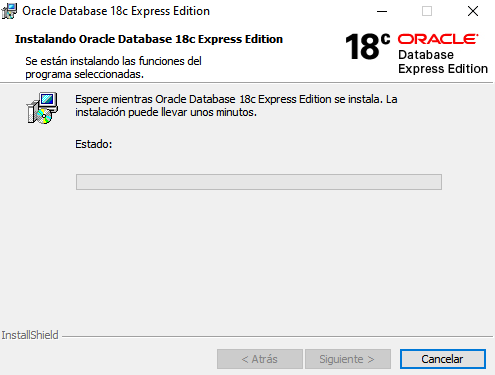 Oracle Database 18c Express Edition
Instalando Oracle Database 18c Express Edition
Se están instalando las funciones del
programa seleccionadas.
18c ORACLE
Database
Express Edition
Espere mientras Oracle Database 18c Express Edition se instala. La
instalación puede llevar unos minutos.
Estado:
InstallShield
< Atrás
Siguiente >
Cancelar